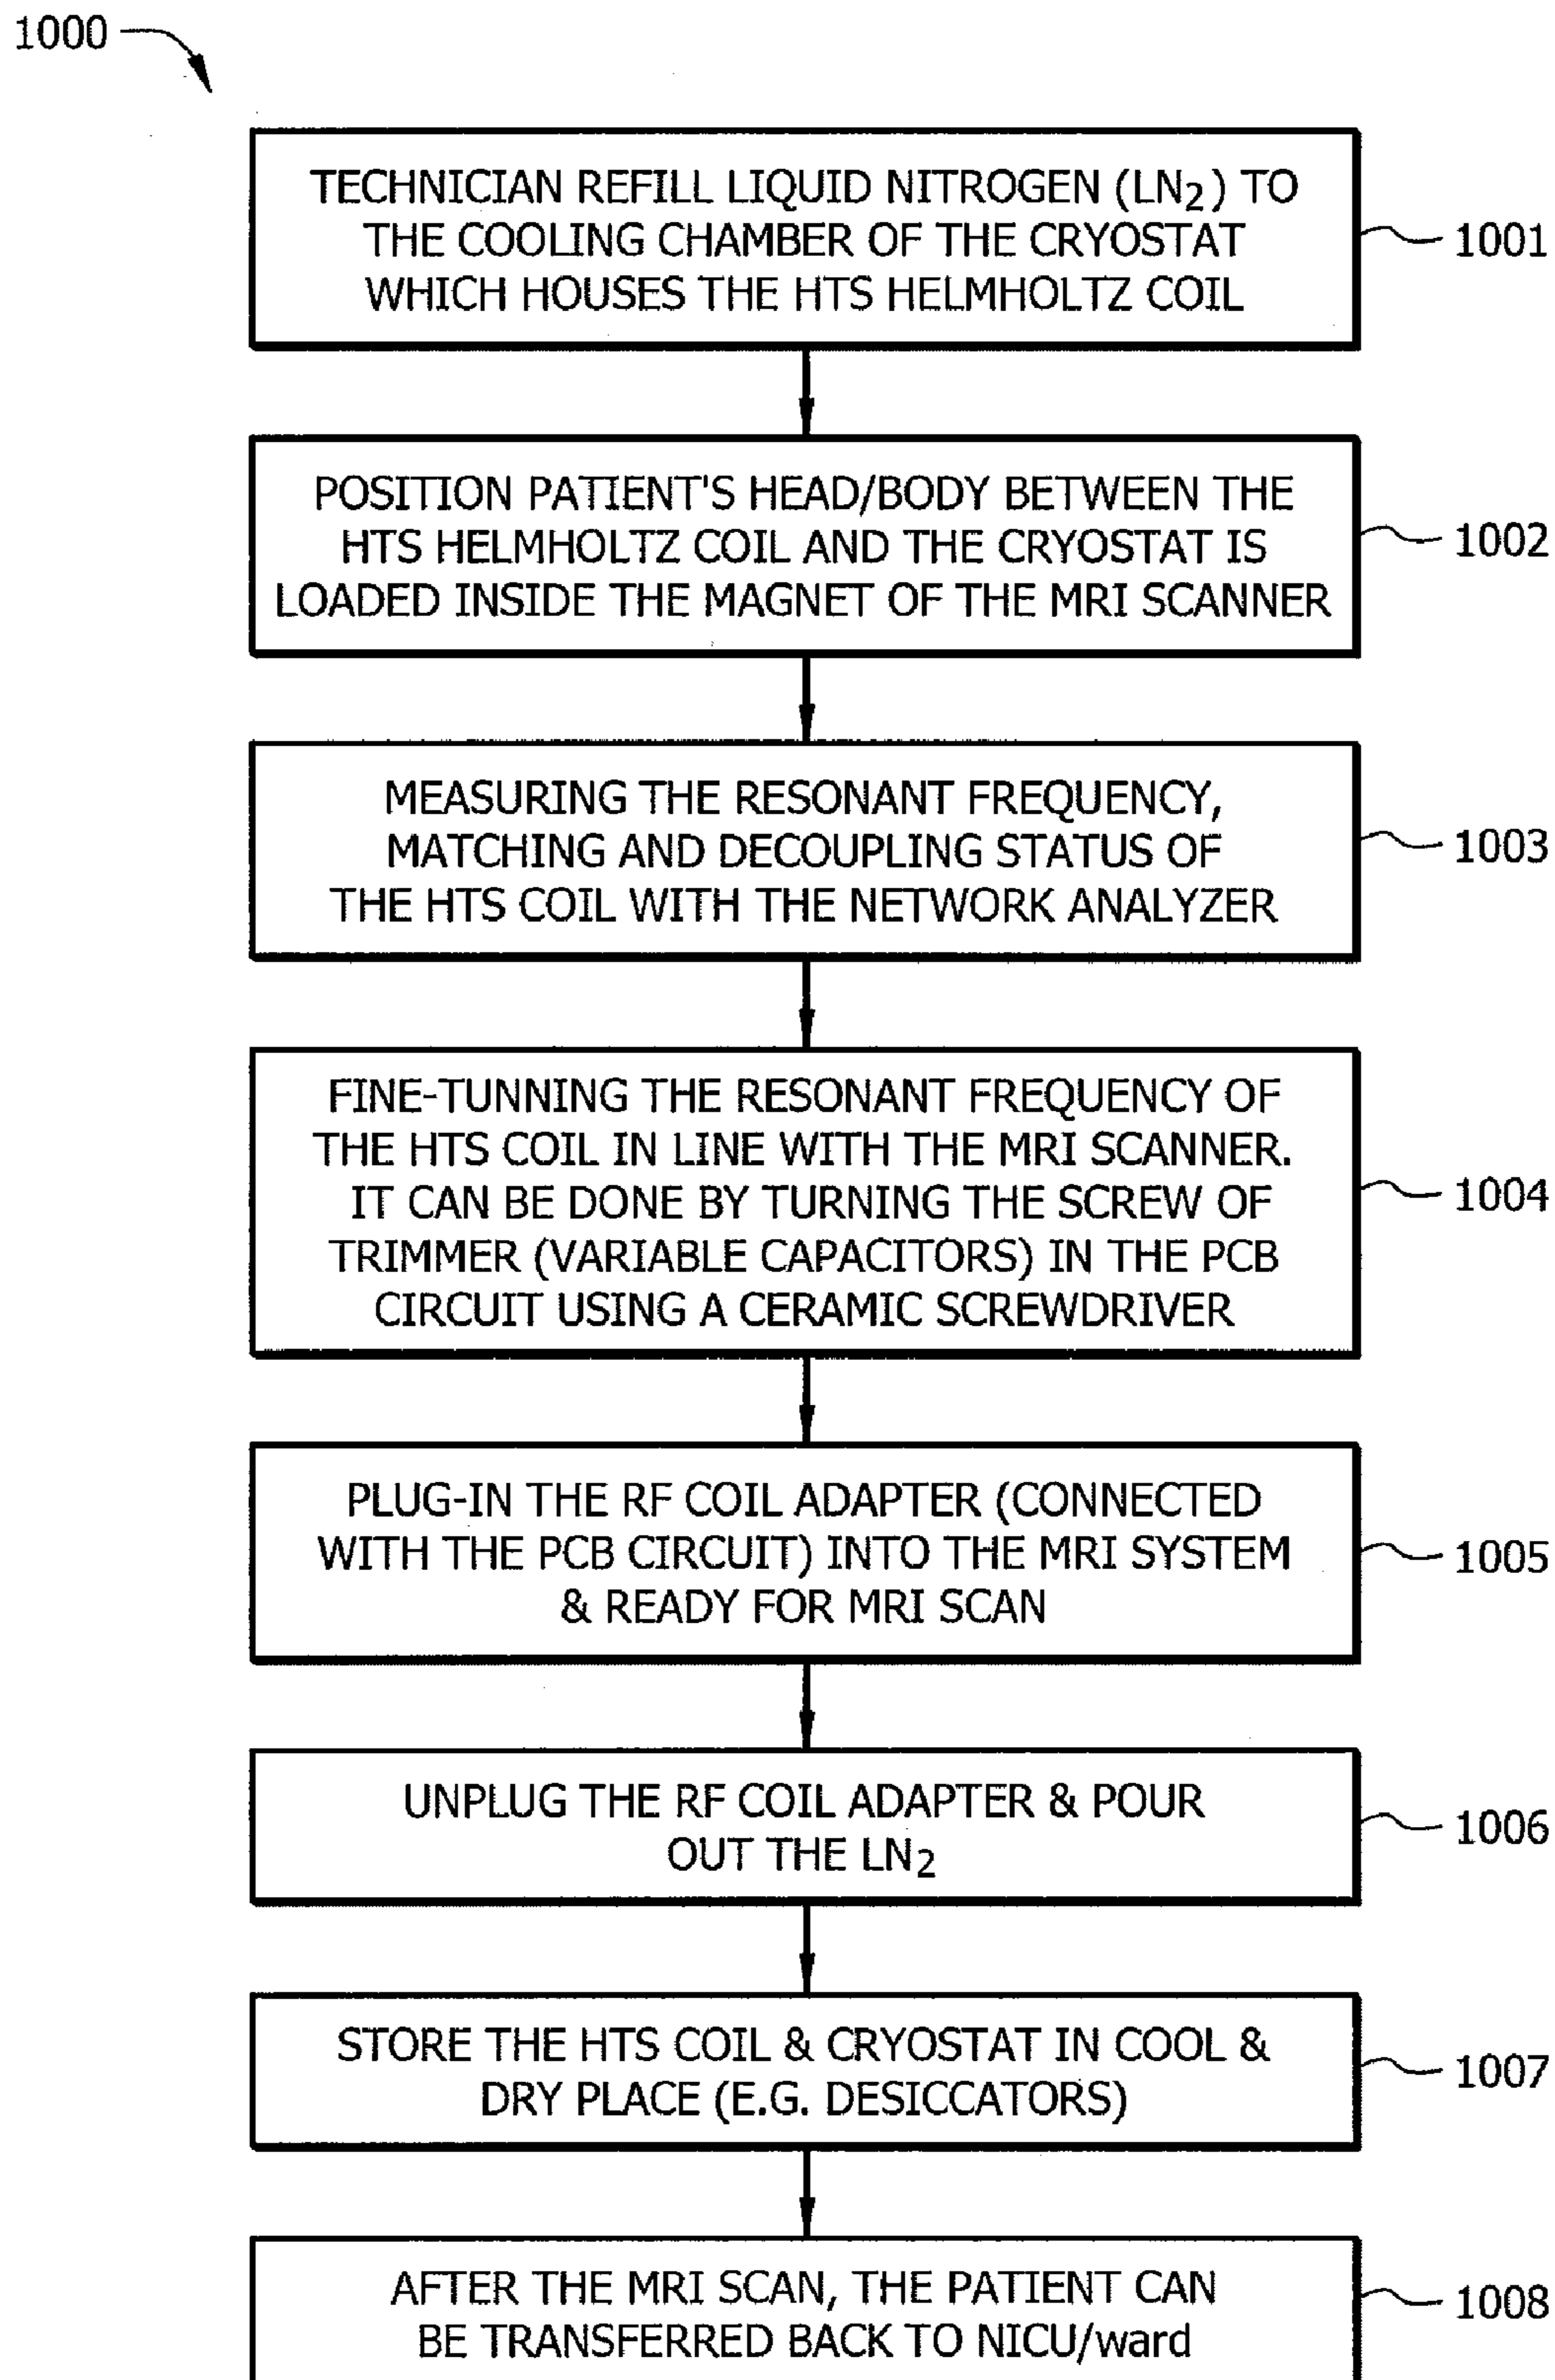 1000
TECHNICIAN REFILL LIQUID NITROGEN (LN2) TO
THE COOLING CHAMBER OF THE CRYOSTAT
WHICH HOUSES THE HTS HELMHOLTZ COIL
1001
POSITION PATIENT'S HEAD/BODY BETWEEN THE
HTS HELMHOLTZ COIL AND THE CRYOSTAT IS
LOADED INSIDE THE MAGNET OF THE MRI SCANNER
1002
MEASURING THE RESONANT FREQUENCY,
MATCHING AND DECOUPLING STATUS OF
THE HTS COIL WITH THE NETWORK ANALYZER
1003
FINE-TUNNING THE RESONANT FREQUENCY OF
THE HTS COIL IN LINE WITH THE MRI SCANNER.
IT CAN BE DONE BY TURNING THE SCREW OF
TRIMMER (VARIABLE CAPACITORS) IN THE PCB
CIRCUIT USING A CERAMIC SCREWDRIVER
1004
PLUG-IN THE RF COIL ADAPTER (CONNECTED
WITH THE PCB CIRCUIT) INTO THE MRI SYSTEM
& READY FOR MRI SCAN
1005
UNPLUG THE RF COIL ADAPTER & POUR
OUT THE LN2
1006
STORE THE HTS COIL & CRYOSTAT IN COOL &
DRY PLACE (E.G. DESICCATORS)
1007
AFTER THE MRI SCAN, THE PATIENT CAN
BE TRANSFERRED BACK TO NICU/ward
1008